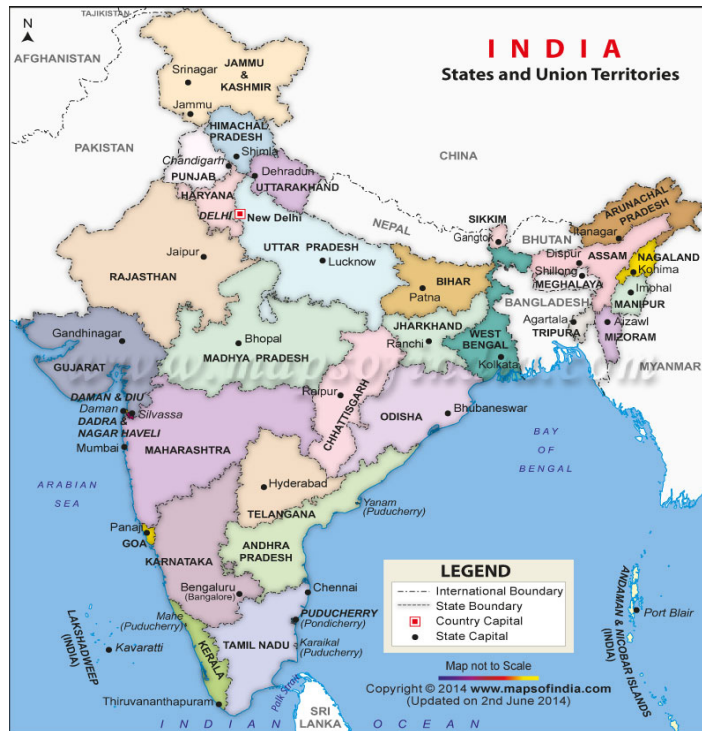 TAJIKISTAN
N
AFGHANISTAN
INDIA
States and Union Territories
JAMMU
&
KASHMIR
Srinagar
Jammu
PAKISTAN
CHINA
HIMACHAL
PRADESH
Shimla
Chandigarh
PUNJAB
Dehradun
UTTARAKHAND
HARYANA
DELHI
New Delhi
NEPAL
SIKKIM
Gangtok
BHUTAN
ARUNACHAL
PRADESH
Itanagar
Jaipur
RAJASTHAN
UTTAR PRADESH
Lucknow
BIHAR
Patna
Dispur
ASSAM
NAGALAND
Kohima
Shillong
MEGHALAYA
Imphal
MANIPUR
BANGLADESH
Agartala
TRIPURA
Aizawl
MIZORAM
MYANMAR
Gandhinagar
GUJARAT
Bhopal
MADHYA PRADESH
JHARKHAND
Ranchi
WEST
BENGAL
Kolkata
www.mapsofindia.com
DAMAN & DIU
Daman
Silvassa
DADRA &
NAGAR HAVELI
Mumbai
MAHARASHTRA
Raipur
CHHATTISGARH
ODISHA
Bhubaneswar
ARABIAN
SEA
BAY
OF
BENGAL
Hyderabad
TELANGANA
Yanam
(Puducherry)
Panaji
GOA
KARNATAKA
ANDHRA
PRADESH
Bengaluru
(Bangalore)
Chennai
Mahe
(Puducherry)
PUDUCHERRY
(Pondicherry)
Karaikal
(Puducherry)
TAMIL NADU
KERALA
Thiruvananthapuram
LAKSHADWEEP
(INDIA)
Kavaratti
Palk Strait
SRI
LANKA
INDIAN OCEAN
ANDAMAN & NICOBAR ISLANDS
(INDIA)
Port Blair
LEGEND
International Boundary
State Boundary
Country Capital
State Capital
Map not to Scale
Copyright © 2014 www.mapsofindia.com
(Updated on 2nd June 2014)